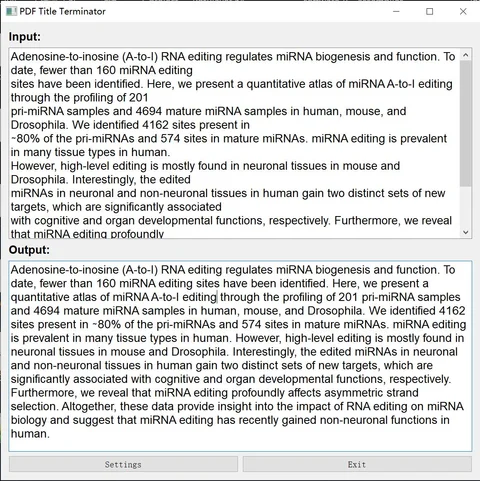 PDF Title Terminator
Input:
Adenosine-to-inosine (A-to-I) RNA editing regulates miRNA biogenesis and function. To
date, fewer than 160 miRNA editing
sites have been identified. Here, we present a quantitative atlas of miRNA A-to-I editing
through the profiling of 201
pri-miRNA samples and 4694 mature miRNA samples in human, mouse, and
Drosophila. We identified 4162 sites present in
~80% of the pri-miRNAs and 574 sites in mature miRNAs. miRNA editing is prevalent
in many tissue types in human.
However, high-level editing is mostly found in neuronal tissues in mouse and
Drosophila. Interestingly, the edited
miRNAs in neuronal and non-neuronal tissues in human gain two distinct sets of new
targets, which are significantly associated
with cognitive and organ developmental functions, respectively. Furthermore, we reveal
that miRNA editing profoundly
Output:
Adenosine-to-inosine (A-to-I) RNA editing regulates miRNA biogenesis and function. To
date, fewer than 160 miRNA editing sites have been identified. Here, we present a
quantitative atlas of miRNA A-to-I editing through the profiling of 201 pri-miRNA samples
and 4694 mature miRNA samples in human, mouse, and Drosophila. We identified 4162
sites present in ~80% of the pri-miRNAs and 574 sites in mature miRNAs. miRNA editing
is prevalent in many tissue types in human. However, high-level editing is mostly found in
neuronal tissues in mouse and Drosophila. Interestingly, the edited miRNAs in neuronal
and non-neuronal tissues in human gain two distinct sets of new targets, which are
significantly associated with cognitive and organ developmental functions, respectively.
Furthermore, we reveal that miRNA editing profoundly affects asymmetric strand
selection. Altogether, these data provide insight into the impact of RNA editing on miRNA
biology and suggest that miRNA editing has recently gained non-neuronal functions in
human.
Settings
Exit